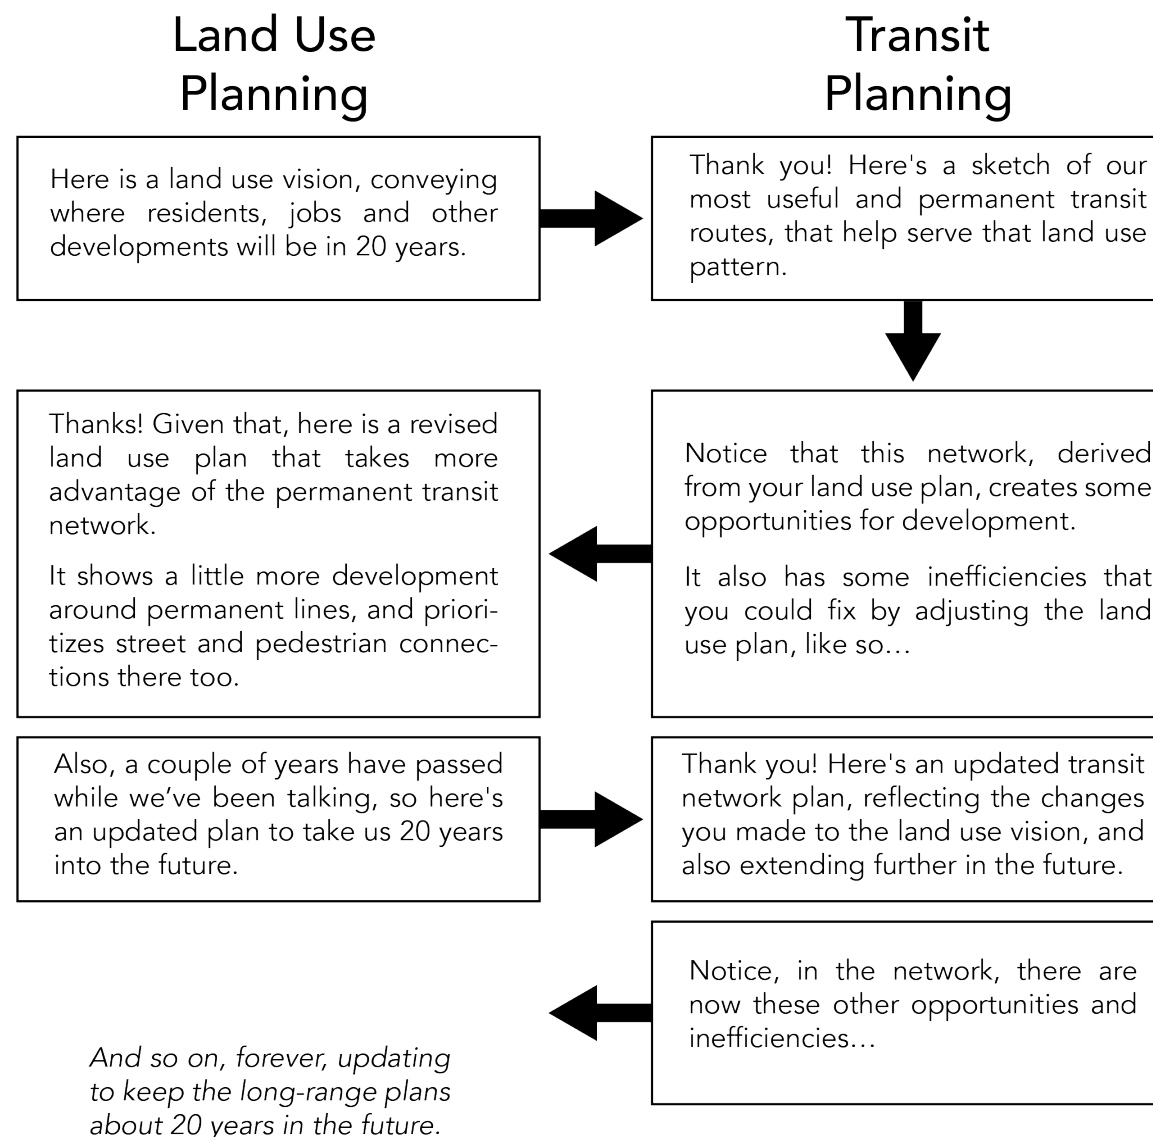 Land Use
Planning
Transit
Planning
Here is a land use vision, conveying
where residents, jobs and other
developments will be in 20 years.
Thank you! Here's a sketch of our
most useful and permanent transit
routes, that help serve that land use
pattern.
Notice that this network, derived
from your land use plan, creates some
opportunities for development.
It also has some inefficiencies that
you could fix by adjusting the land
use plan, like so…
Thanks! Given that, here is a revised
land use plan that takes more
advantage of the permanent transit
network.
It shows a little more development
around permanent lines, and priori-
tizes street and pedestrian connec-
tions there too.
Also, a couple of years have passed
while we’ve been talking, so here's
an updated plan to take us 20 years
into the future.
Thank you! Here's an updated transit
network plan, reflecting the changes
you made to the land use vision, and
also extending further in the future.
Notice, in the network, there are
now these other opportunities and
inefficiencies…
And so on, forever, updating
to keep the long-range plans
about 20 years in the future.